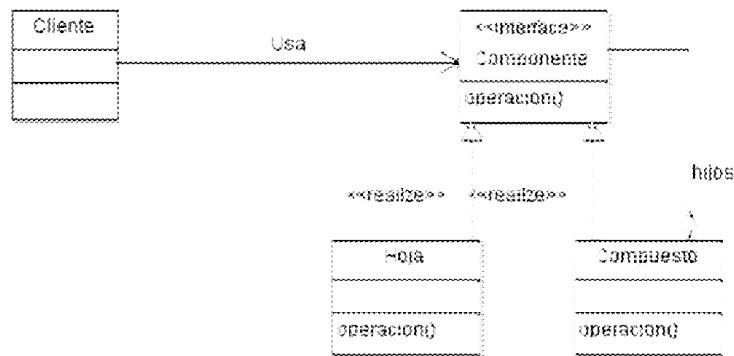 Cliente
Usa
<<interface>>
Componente
operacion()
hijos
<<realize>> <<realize>>
Hoja
operacion()
Compuesto
operacion()